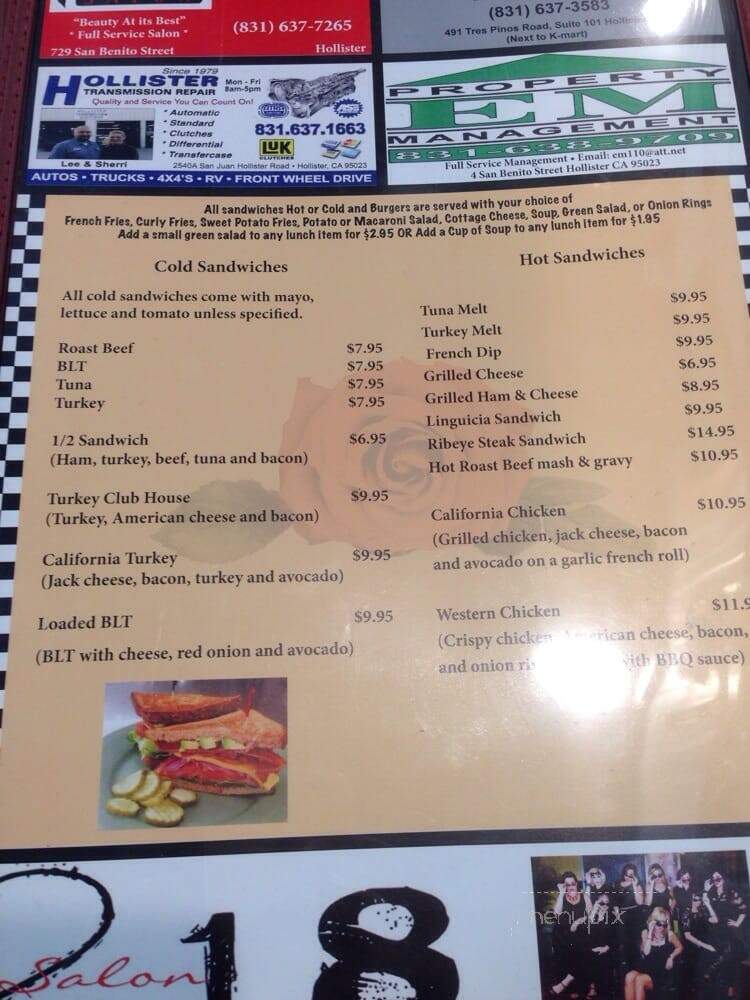 "Beauty At its Best"
* Full Service Salon *
(831) 637-7265
729 San Benito Street
Hollister
(831) 637-3583
491 Tres Pinos Road, Suite 101
(Next to K-mart)
Since 1979
HOLLISTER
TRANSMISSION REPAIR
Mon - Fri
8am-5pm
Quality and Service You Can Count On!
* Automatic
* Standard
* Clutches
* Differential
* Transfercase
831.637.1663
LUK
CLUTCHES
Lee & Sherri
2540A San Juan Hollister Road • Hollister, CA 95023
AUTOS • TRUCKS • 4X4'S • RV • FRONT WHEEL DRIVE
PROPERTY
EM
MANAGEMENT
831-638-9709
Full Service Management • Email: em110@att.net
4 San Benito Street Hollister CA 95023
All sandwiches Hot or Cold and Burgers are served with your choice of
French Fries, Curly Fries, Sweet Potato Fries, Potato or Macaroni Salad, Cottage Cheese, Soup, Green Salad, or Onion Rings
Add a small green salad to any lunch item for $2.95 OR Add a Cup of Soup to any lunch item for $1.95
Cold Sandwiches
All cold sandwiches come with mayo,
lettuce and tomato unless specified.
Roast Beef $7.95
BLT $7.95
Tuna $7.95
Turkey $7.95
1/2 Sandwich $6.95
(Ham, turkey, beef, tuna and bacon)
Turkey Club House $9.95
(Turkey, American cheese and bacon)
California Turkey $9.95
(Jack cheese, bacon, turkey and avocado)
Loaded BLT $9.95
(BLT with cheese, red onion and avocado)
Hot Sandwiches
Tuna Melt $9.95
Turkey Melt $9.95
French Dip $9.95
Grilled Cheese $6.95
Grilled Ham & Cheese $8.95
Linguicia Sandwich $9.95
Ribeye Steak Sandwich $14.95
Hot Roast Beef mash & gravy $10.95
California Chicken $10.95
(Grilled chicken, jack cheese, bacon
and avocado on a garlic french roll)
Western Chicken $11.9
(Crispy chicken, American cheese, bacon,
and onion with BBQ sauce)
218
Salon
menupix